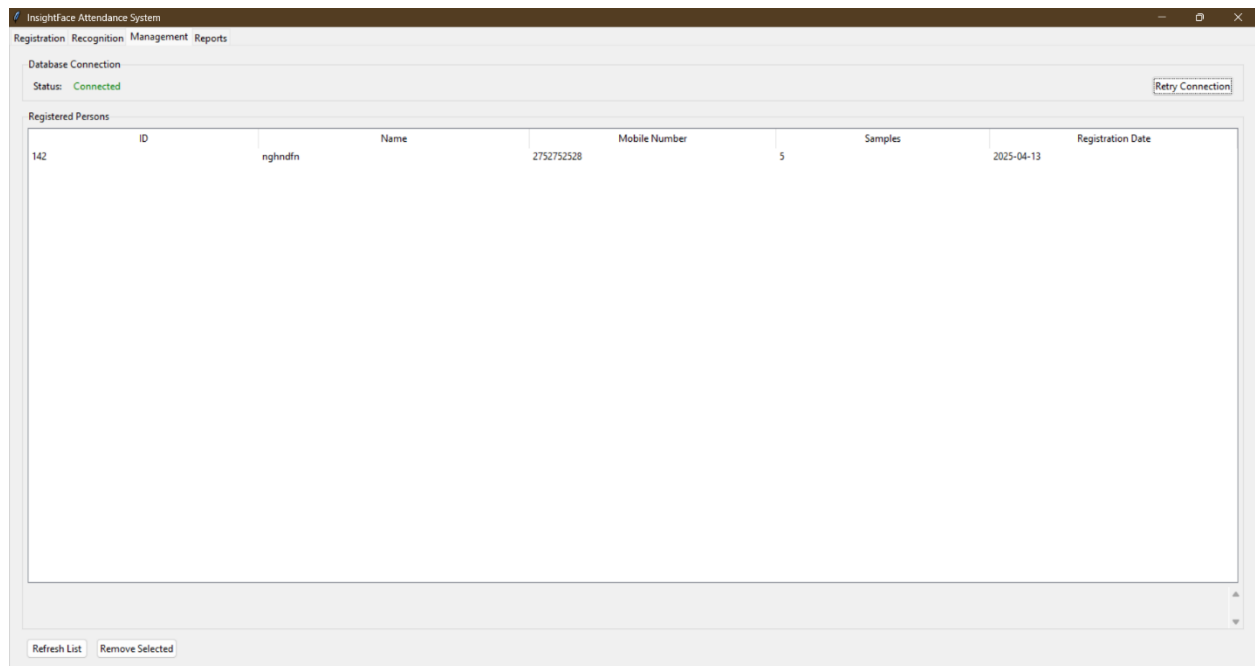 InsightFace Attendance System
Registration Recognition Management Reports
Database Connection
Status: Connected Retry Connection
Registered Persons
ID Name Mobile Number Samples Registration Date
142 nghndfn 2752752528 5 2025-04-13
Refresh List Remove Selected